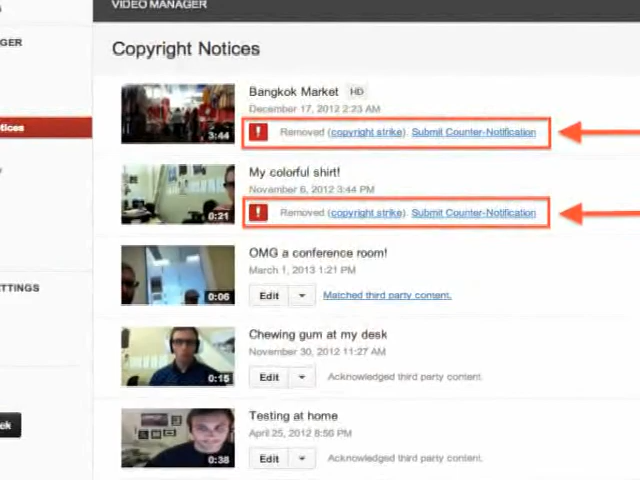 VIDEO MANAGER
GER
Copyright Notices
Bangkok Market HD
December 17, 2012 2:23 AM
3:44
Removed (copyright strike). Submit Counter-Notification
My colorful shirt!
November 6, 2012 3:44 PM
0:21
Removed (copyright strike). Submit Counter-Notification
OMG a conference room!
March 1, 2013 1:21 PM
0:06
Edit
Matched third party content.
TTINGS
Chewing gum at my desk
November 30, 2012 11:27 AM
0:15
Edit
Acknowledged third party content.
Testing at home
April 25, 2012 8:56 PM
0:38
Edit
Acknowledged third party content.
otices
ek